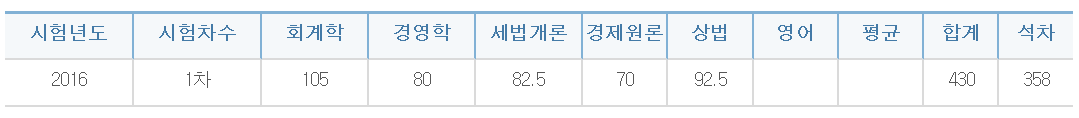 시험년도 시험차수 회계학 경영학 세법개론 경제원론 상법 영어 평균 합계 석차
2016 1차 105 80 82.5 70 92.5 430 358